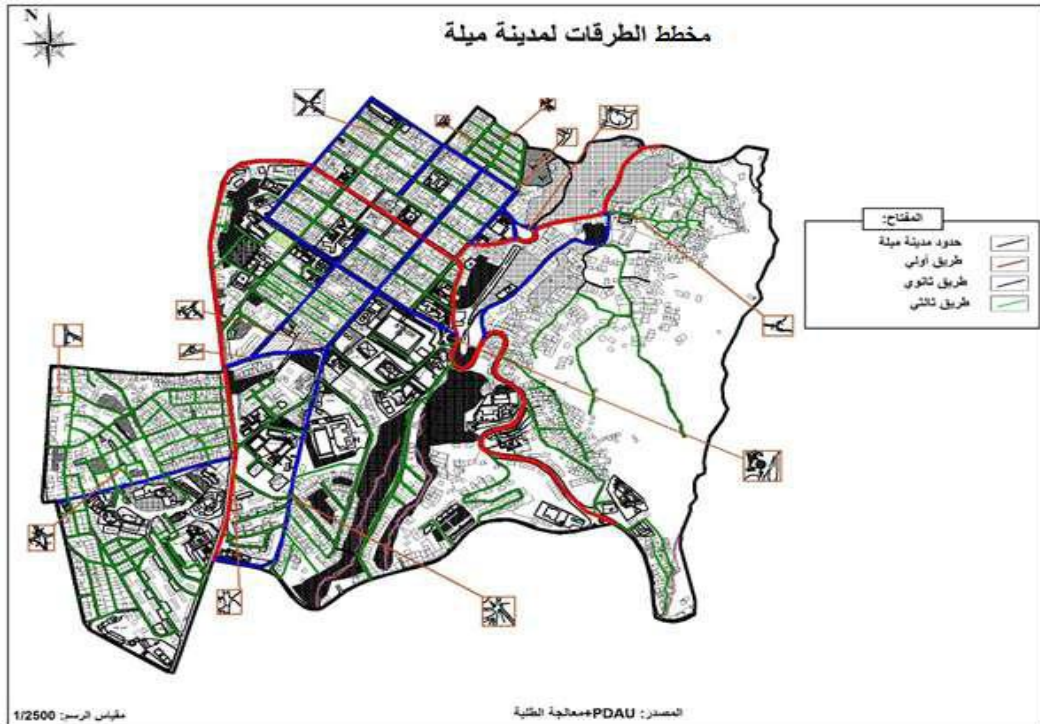 N
مخطط الطرقات لمدينة ميلة
المفتاح:
حدود مدينة ميلة
طريق أولي
طريق ثانوي
طريق ثالثي
المصدر: PDAU+معالجة الطلبة
مقياس الرسم: 1/2500